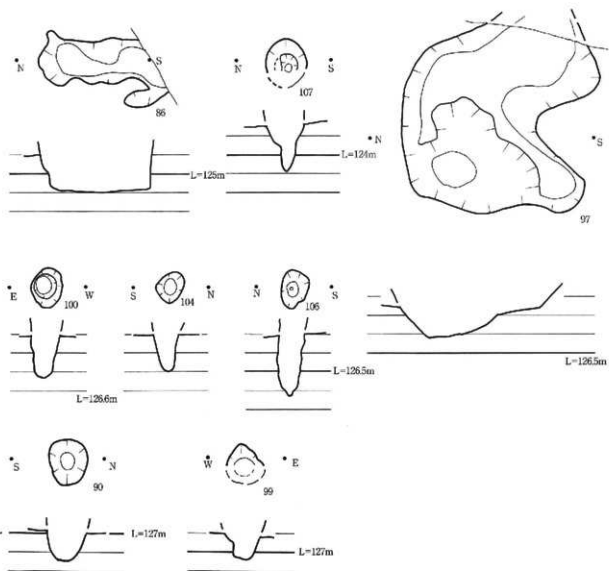 N S
86
L=125m
N S
107
L=124m
N S
97
L=126.5m
E W
100
L=126.6m
S N
104
N S
106
L=126.5m
S N
90
L=127m
W E
99
L=127m